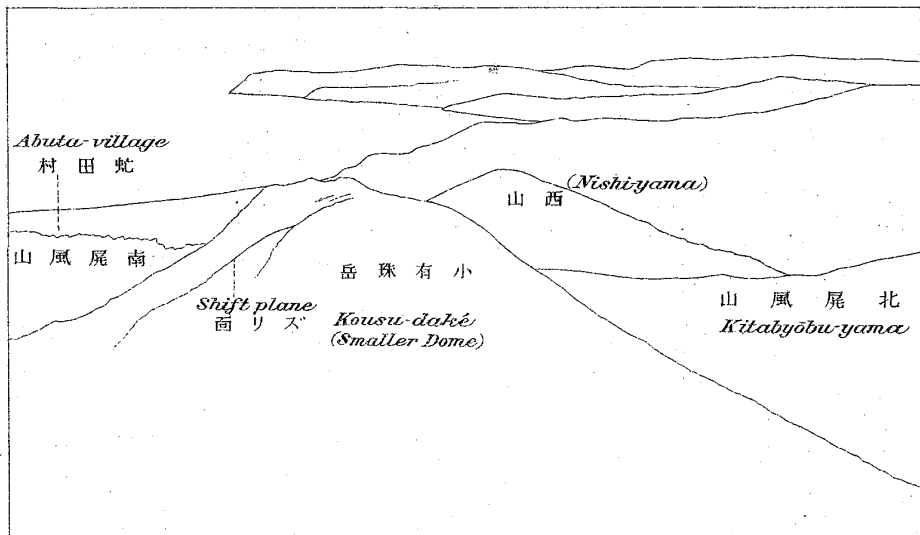 Abuta-village
虻田村
南屏風山
Shift plane
ズリ面
小有珠岳
Kousu-daké
(Smaller Dome)
西山
(Nishi-yama)
北屏風山
Kitabyōbu-yama